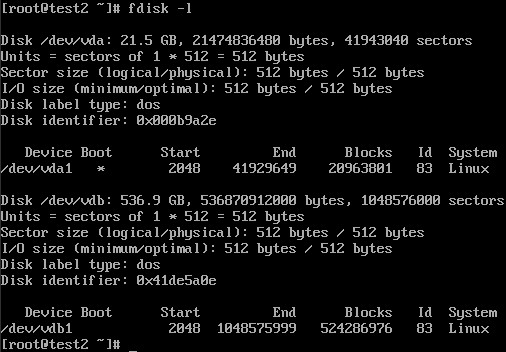 [root@test2 ~]# fdisk -l
Disk /dev/vda: 21.5 GB, 21474836480 bytes, 41943040 sectors
Units = sectors of 1 * 512 = 512 bytes
Sector size (logical/physical): 512 bytes / 512 bytes
I/O size (minimum/optimal): 512 bytes / 512 bytes
Disk label type: dos
Disk identifier: 0x000b9a2e
Device Boot Start End Blocks Id System
/dev/vda1 * 2048 41929649 20963801 83 Linux
Disk /dev/vdb: 536.9 GB, 536870912000 bytes, 1048576000 sectors
Units = sectors of 1 * 512 = 512 bytes
Sector size (logical/physical): 512 bytes / 512 bytes
I/O size (minimum/optimal): 512 bytes / 512 bytes
Disk label type: dos
Disk identifier: 0x41de5a0e
Device Boot Start End Blocks Id System
/dev/vdb1 2048 1048575999 524286976 83 Linux
[root@test2 ~]# _